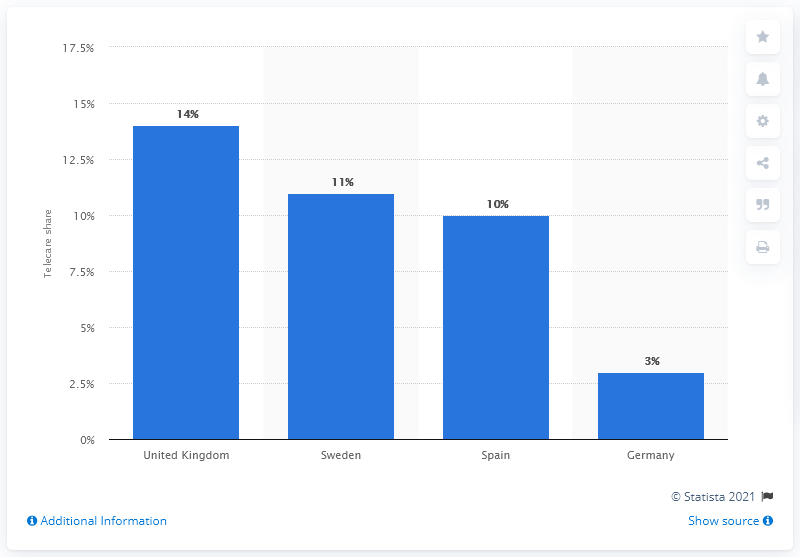 17.5%
15%
12.5%
10%
7.5%
5%
2.5%
0%
Telecare share
14%
11%
10%
3%
United Kingdom
Sweden
Spain
Germany
© Statista 2021
Additional Information
Show source